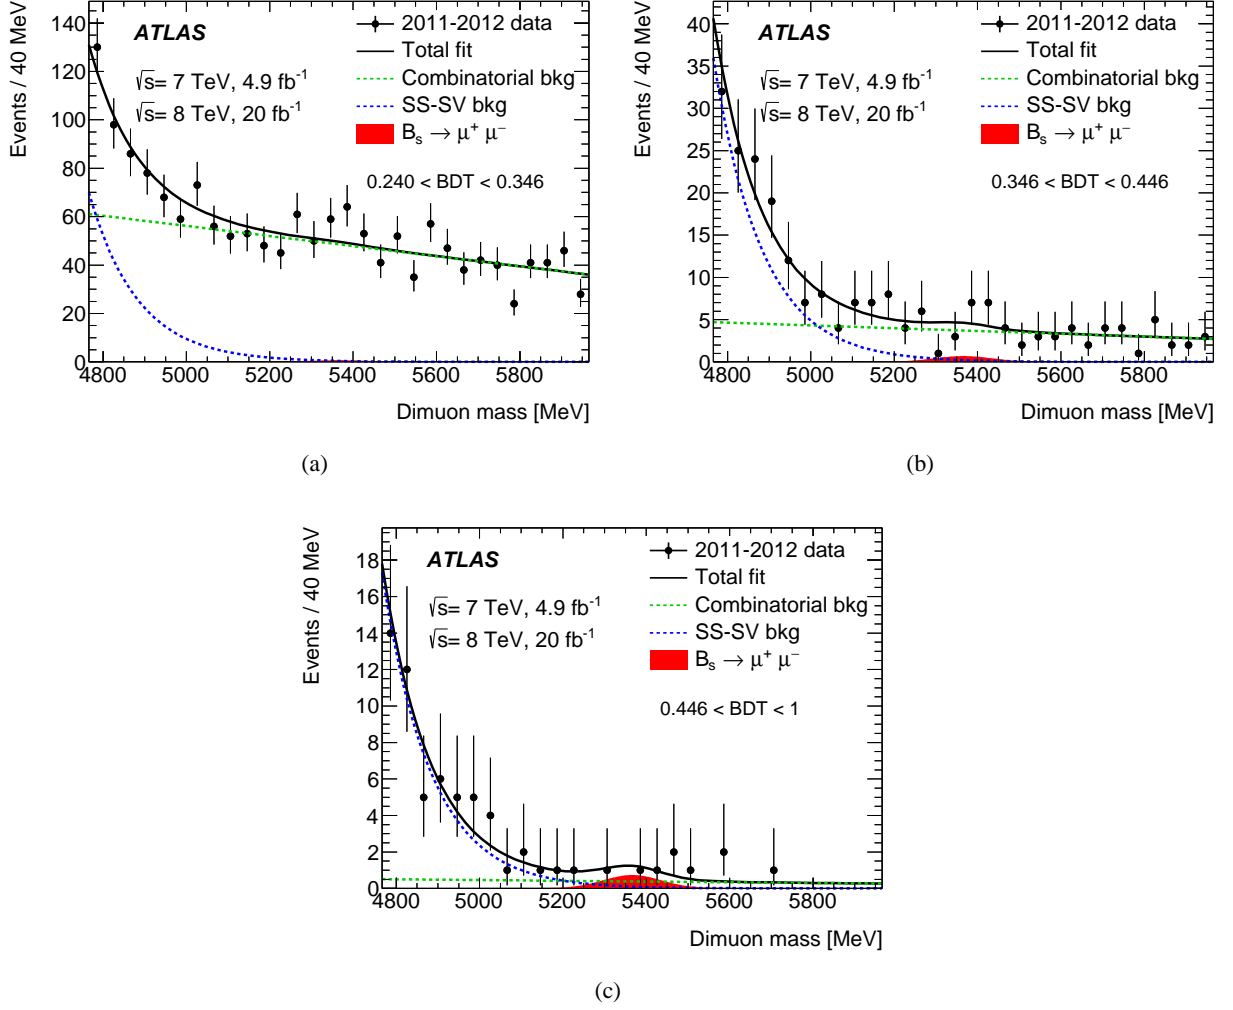 Events / 40 MeV
140
120
100
80
60
40
20
0
ATLAS
√s= 7 TeV, 4.9 fb⁻¹
√s= 8 TeV, 20 fb⁻¹
2011-2012 data
Total fit
Combinatorial bkg
SS-SV bkg
Bₛ → μ⁺ μ⁻
0.240 < BDT < 0.346
4800 5000 5200 5400 5600 5800
Dimuon mass [MeV]
(a)
Events / 40 MeV
40
35
30
25
20
15
10
5
0
ATLAS
√s= 7 TeV, 4.9 fb⁻¹
√s= 8 TeV, 20 fb⁻¹
2011-2012 data
Total fit
Combinatorial bkg
SS-SV bkg
Bₛ → μ⁺ μ⁻
0.346 < BDT < 0.446
4800 5000 5200 5400 5600 5800
Dimuon mass [MeV]
(b)
Events / 40 MeV
18
16
14
12
10
8
6
4
2
0
ATLAS
√s= 7 TeV, 4.9 fb⁻¹
√s= 8 TeV, 20 fb⁻¹
2011-2012 data
Total fit
Combinatorial bkg
SS-SV bkg
Bₛ → μ⁺ μ⁻
0.446 < BDT < 1
4800 5000 5200 5400 5600 5800
Dimuon mass [MeV]
(c)